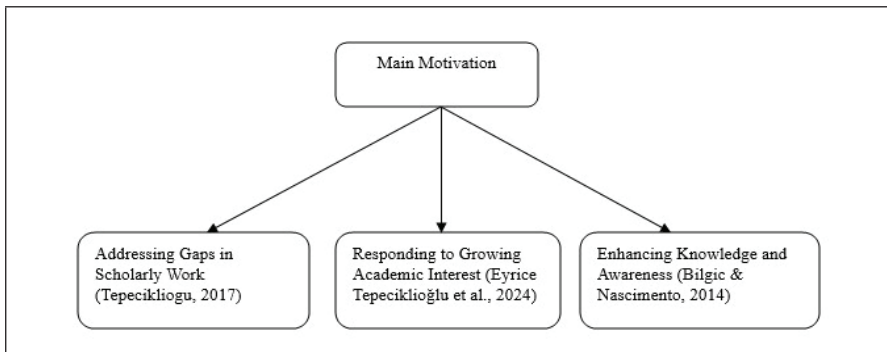 Main Motivation
Addressing Gaps in
Scholarly Work
(Tepecikliogu, 2017)
Responding to Growing
Academic Interest (Eyrice
Tepeciklioğlu et al., 2024)
Enhancing Knowledge and
Awareness (Bilgic &
Nascimento, 2014)